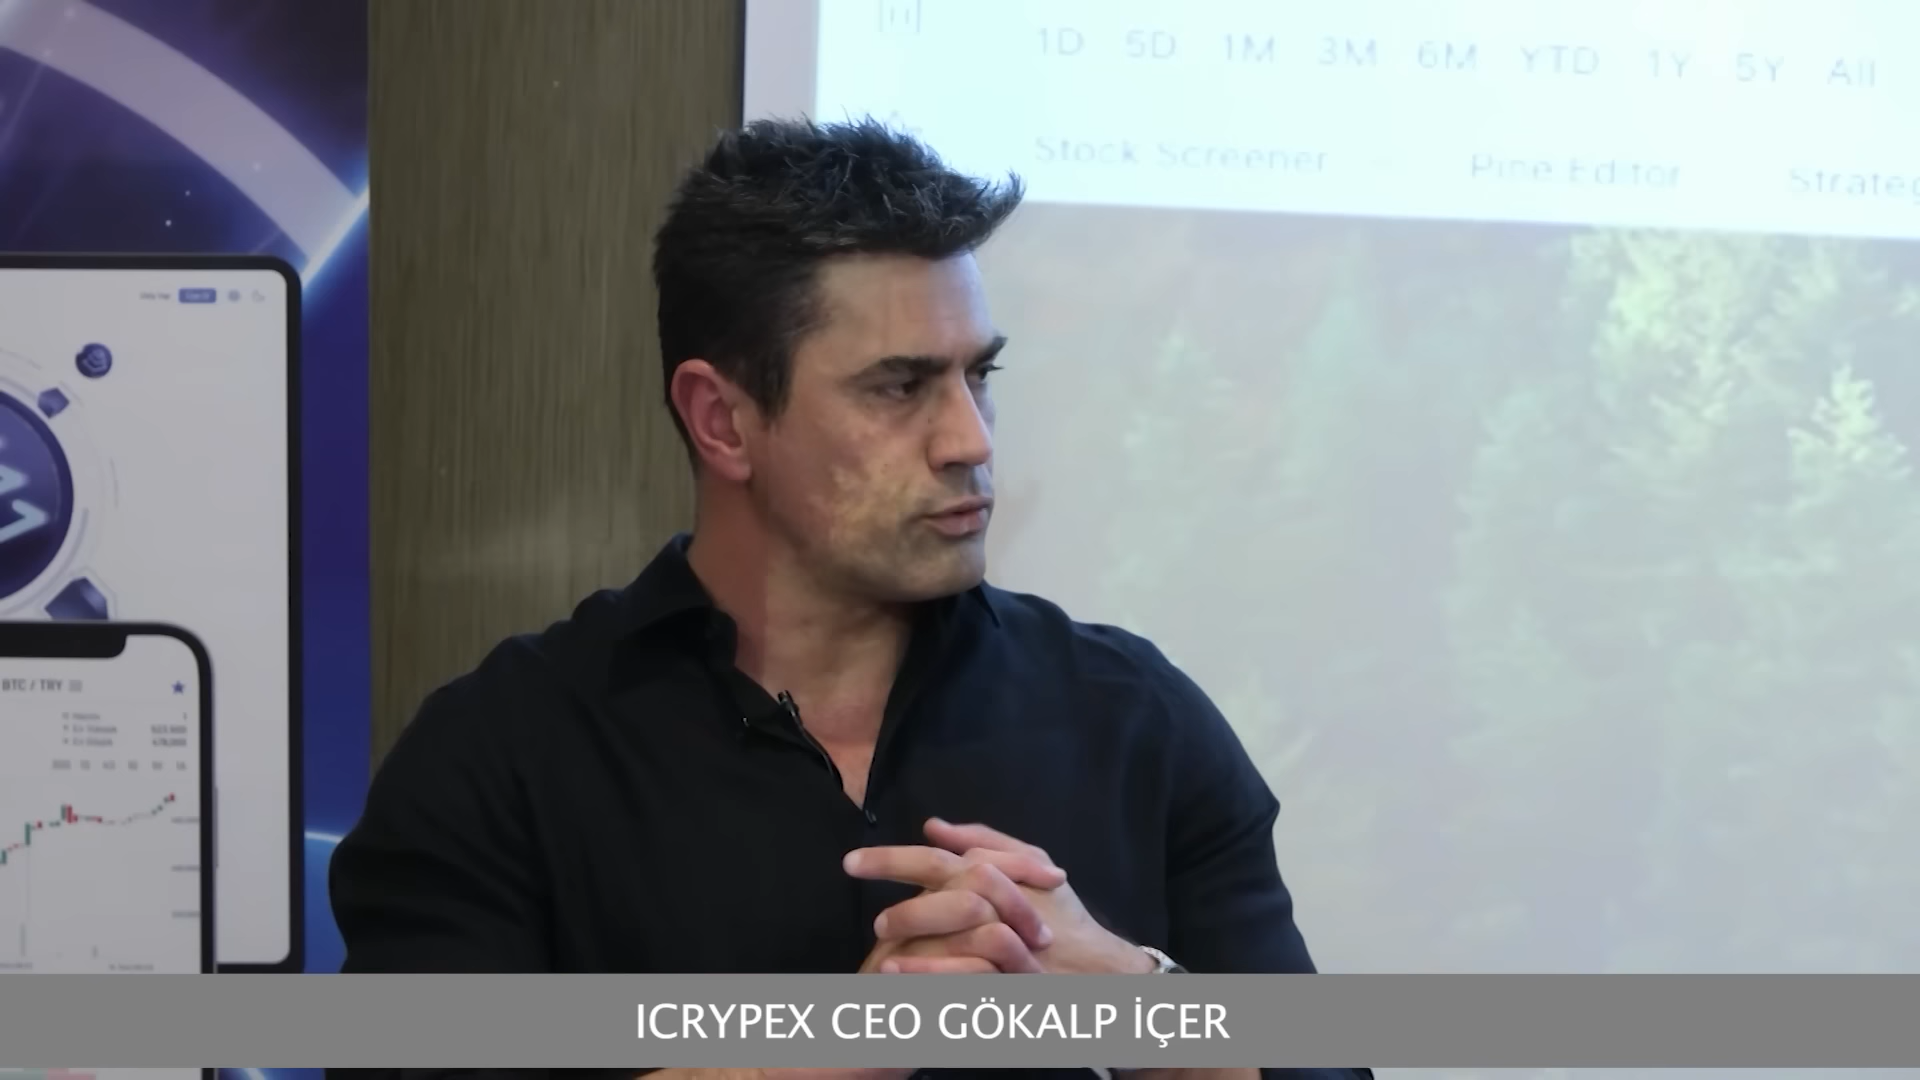 1D 5D 1M 3M 6M YTD 1Y 5Y All
Stock Screener Pine Editor Strateg
BTC / TRY
ICRYPEX CEO GÖKALP İÇER